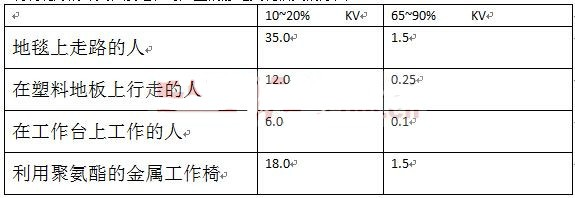 10~20% KV 65~90% KV
地毯上走路的人 35.0 1.5
在塑料地板上行走的人 12.0 0.25
在工作台上工作的人 6.0 0.1
利用聚氨酯的金属工作椅 18.0 1.5